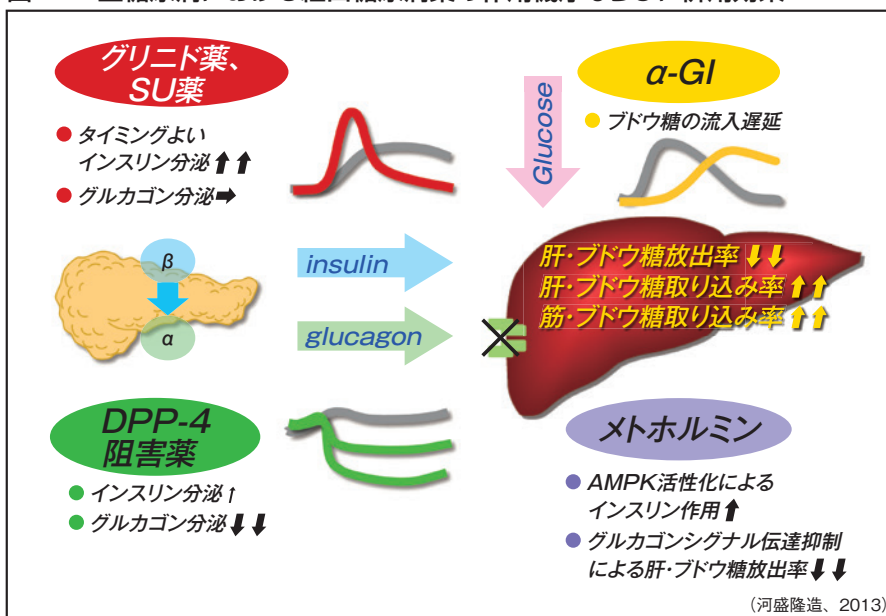 グリニド薬、
SU薬
● タイミングよい
インスリン分泌⬆⬆
● グルカゴン分泌➡
Glucose
α-GI
● ブドウ糖の流入遅延
β
α
insulin
glucagon
肝・ブドウ糖放出率⬇⬇
肝・ブドウ糖取り込み率⬆⬆
筋・ブドウ糖取り込み率⬆⬆
DPP-4
阻害薬
● インスリン分泌↑
● グルカゴン分泌⬇⬇
メトホルミン
● AMPK活性化による
インスリン作用⬆
● グルカゴンシグナル伝達抑制
による肝・ブドウ糖放出率⬇⬇
(河盛隆造、2013)